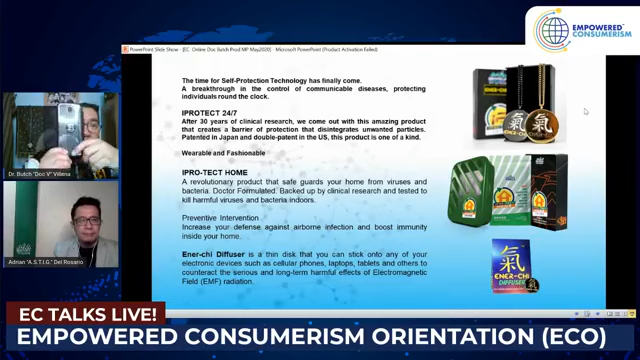 EMPOWERED
CONSUMERISM
PowerPoint Slide Show - [EC Online Doc Butch Prod MP May2020] - Microsoft PowerPoint (Product Activation Failed)
The time for Self-Protection Technology has finally come.
A breakthrough in the control of communicable diseases, protecting
individuals round the clock.
IPROTECT 24/7
After 30 years of clinical research, we come out with this amazing product
that creates a barrier of protection that disintegrates unwanted particles.
Patented in Japan and double-patent in the US, this product is one of a kind.
Wearable and Fashionable
IPRO-TECT HOME
A revolutionary product that safe guards your home from viruses and
bacteria. Doctor Formulated. Backed up by clinical research and tested to
kill harmful viruses and bacteria indoors.
Preventive Intervention
Increase your defense against airborne infection and boost immunity
inside your home.
Ener-chi Diffuser is a thin disk that you can stick onto any of your
electronic devices such as cellular phones, laptops, tablets and others to
counteract the serious and long-term harmful effects of Electromagnetic
Field (EMF) radiation.
氣
氣
ENER-CHI
氣
ENER-CHI
DIFFUSER
Dr. Butch "Doc V" Villena
Adrian "A.S.T.I.G." Del Rosario
EC TALKS LIVE!
EMPOWERED CONSUMERISM ORIENTATION (ECO)